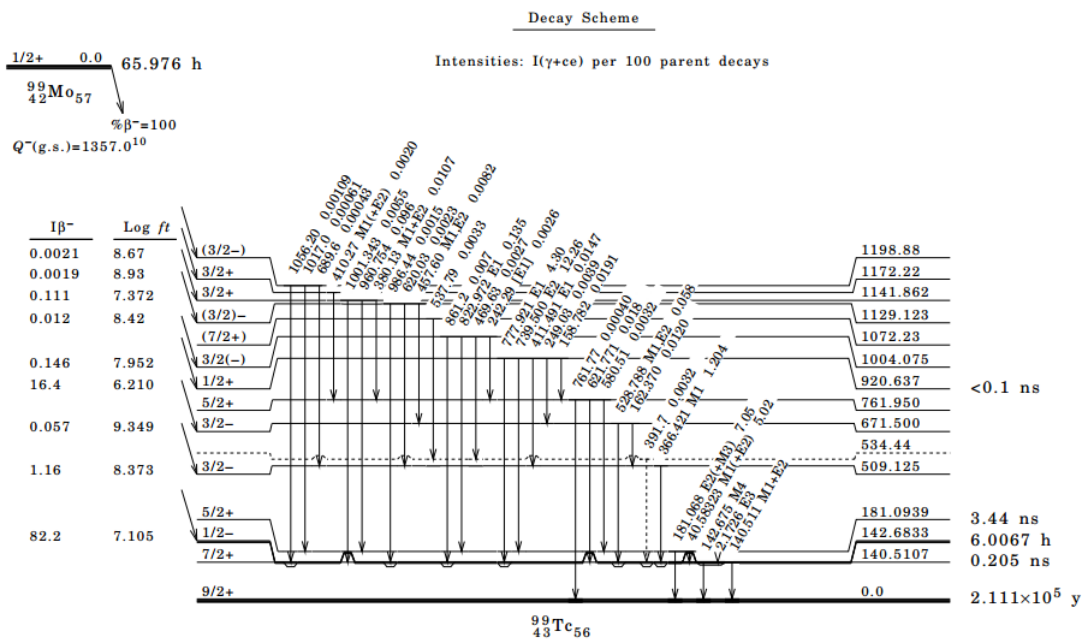 Decay Scheme
Intensities: I(γ+ce) per 100 parent decays
1/2+ 0.0 65.976 h
⁹⁹₄₂Mo₅₇
%β⁻=100
Q⁻(g.s.)=1357.0¹⁰
Iβ⁻ Log ft
0.0021 8.67 (3/2−) 1198.88
0.0019 8.93 3/2+ 1172.22
0.111 7.372 3/2+ 1141.862
0.012 8.42 (3/2)− 1129.123
(7/2+) 1072.23
0.146 7.952 3/2(−) 1004.075
16.4 6.210 1/2+ 920.637 <0.1 ns
5/2+ 761.950
0.057 9.349 3/2− 671.500
534.44
1.16 8.373 3/2− 509.125
5/2+ 181.0939 3.44 ns
82.2 7.105 1/2− 142.6833 6.0067 h
7/2+ 140.5107 0.205 ns
9/2+ 0.0 2.111×10⁵ y
⁹⁹₄₃Tc₅₆
1056.20 0.00109
1017.0 0.00061
689.6 0.00043
410.27 M1(+E2) 0.0020
1001.343 0.0055
960.754 0.096
380.13 M1+E2 0.0107
986.44 0.0015
620.03 0.0023
457.60 M1,E2 0.0082
537.79 0.0033
861.2 0.007
822.972 E1 0.135
469.63 0.0027
242.29 [E1] 0.0026
777.921 E1 4.30
739.500 E2 12.26
411.491 E1 0.0147
249.03 0.0039
158.782 0.0191
761.77 0.00040
621.771 0.018
580.51 0.0032
528.788 M1,E2 0.058
162.370 0.0120
391.7 0.0032
366.421 M1 1.204
181.068 E2(+M3) 7.05
40.58323 M1(+E2) 5.02
142.675 M4
2.1726 E3
140.511 M1+E2